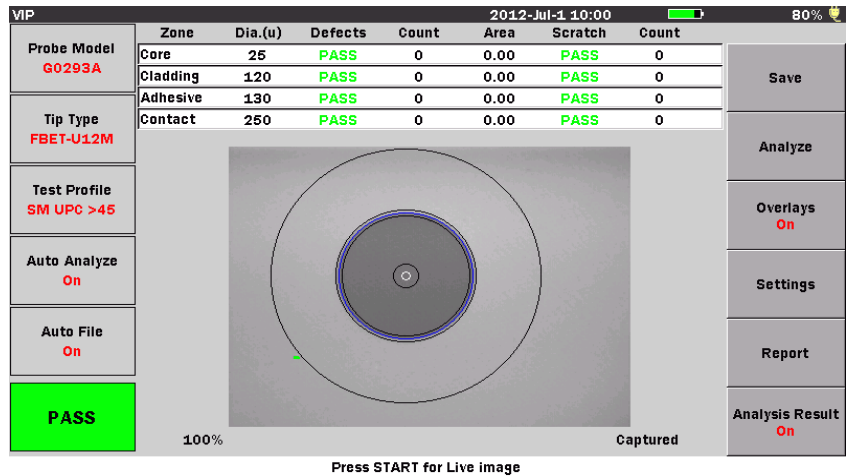 VIP 2012-Jul-1 10:00 80%
Probe Model
G0293A
Tip Type
FBET-U12M
Test Profile
SM UPC >45
Auto Analyze
On
Auto File
On
PASS
Zone Dia.(u) Defects Count Area Scratch Count
Core 25 PASS 0 0.00 PASS 0
Cladding 120 PASS 0 0.00 PASS 0
Adhesive 130 PASS 0 0.00 PASS 0
Contact 250 PASS 0 0.00 PASS 0
100% Captured
Save
Analyze
Overlays
On
Settings
Report
Analysis Result
On
Press START for Live image